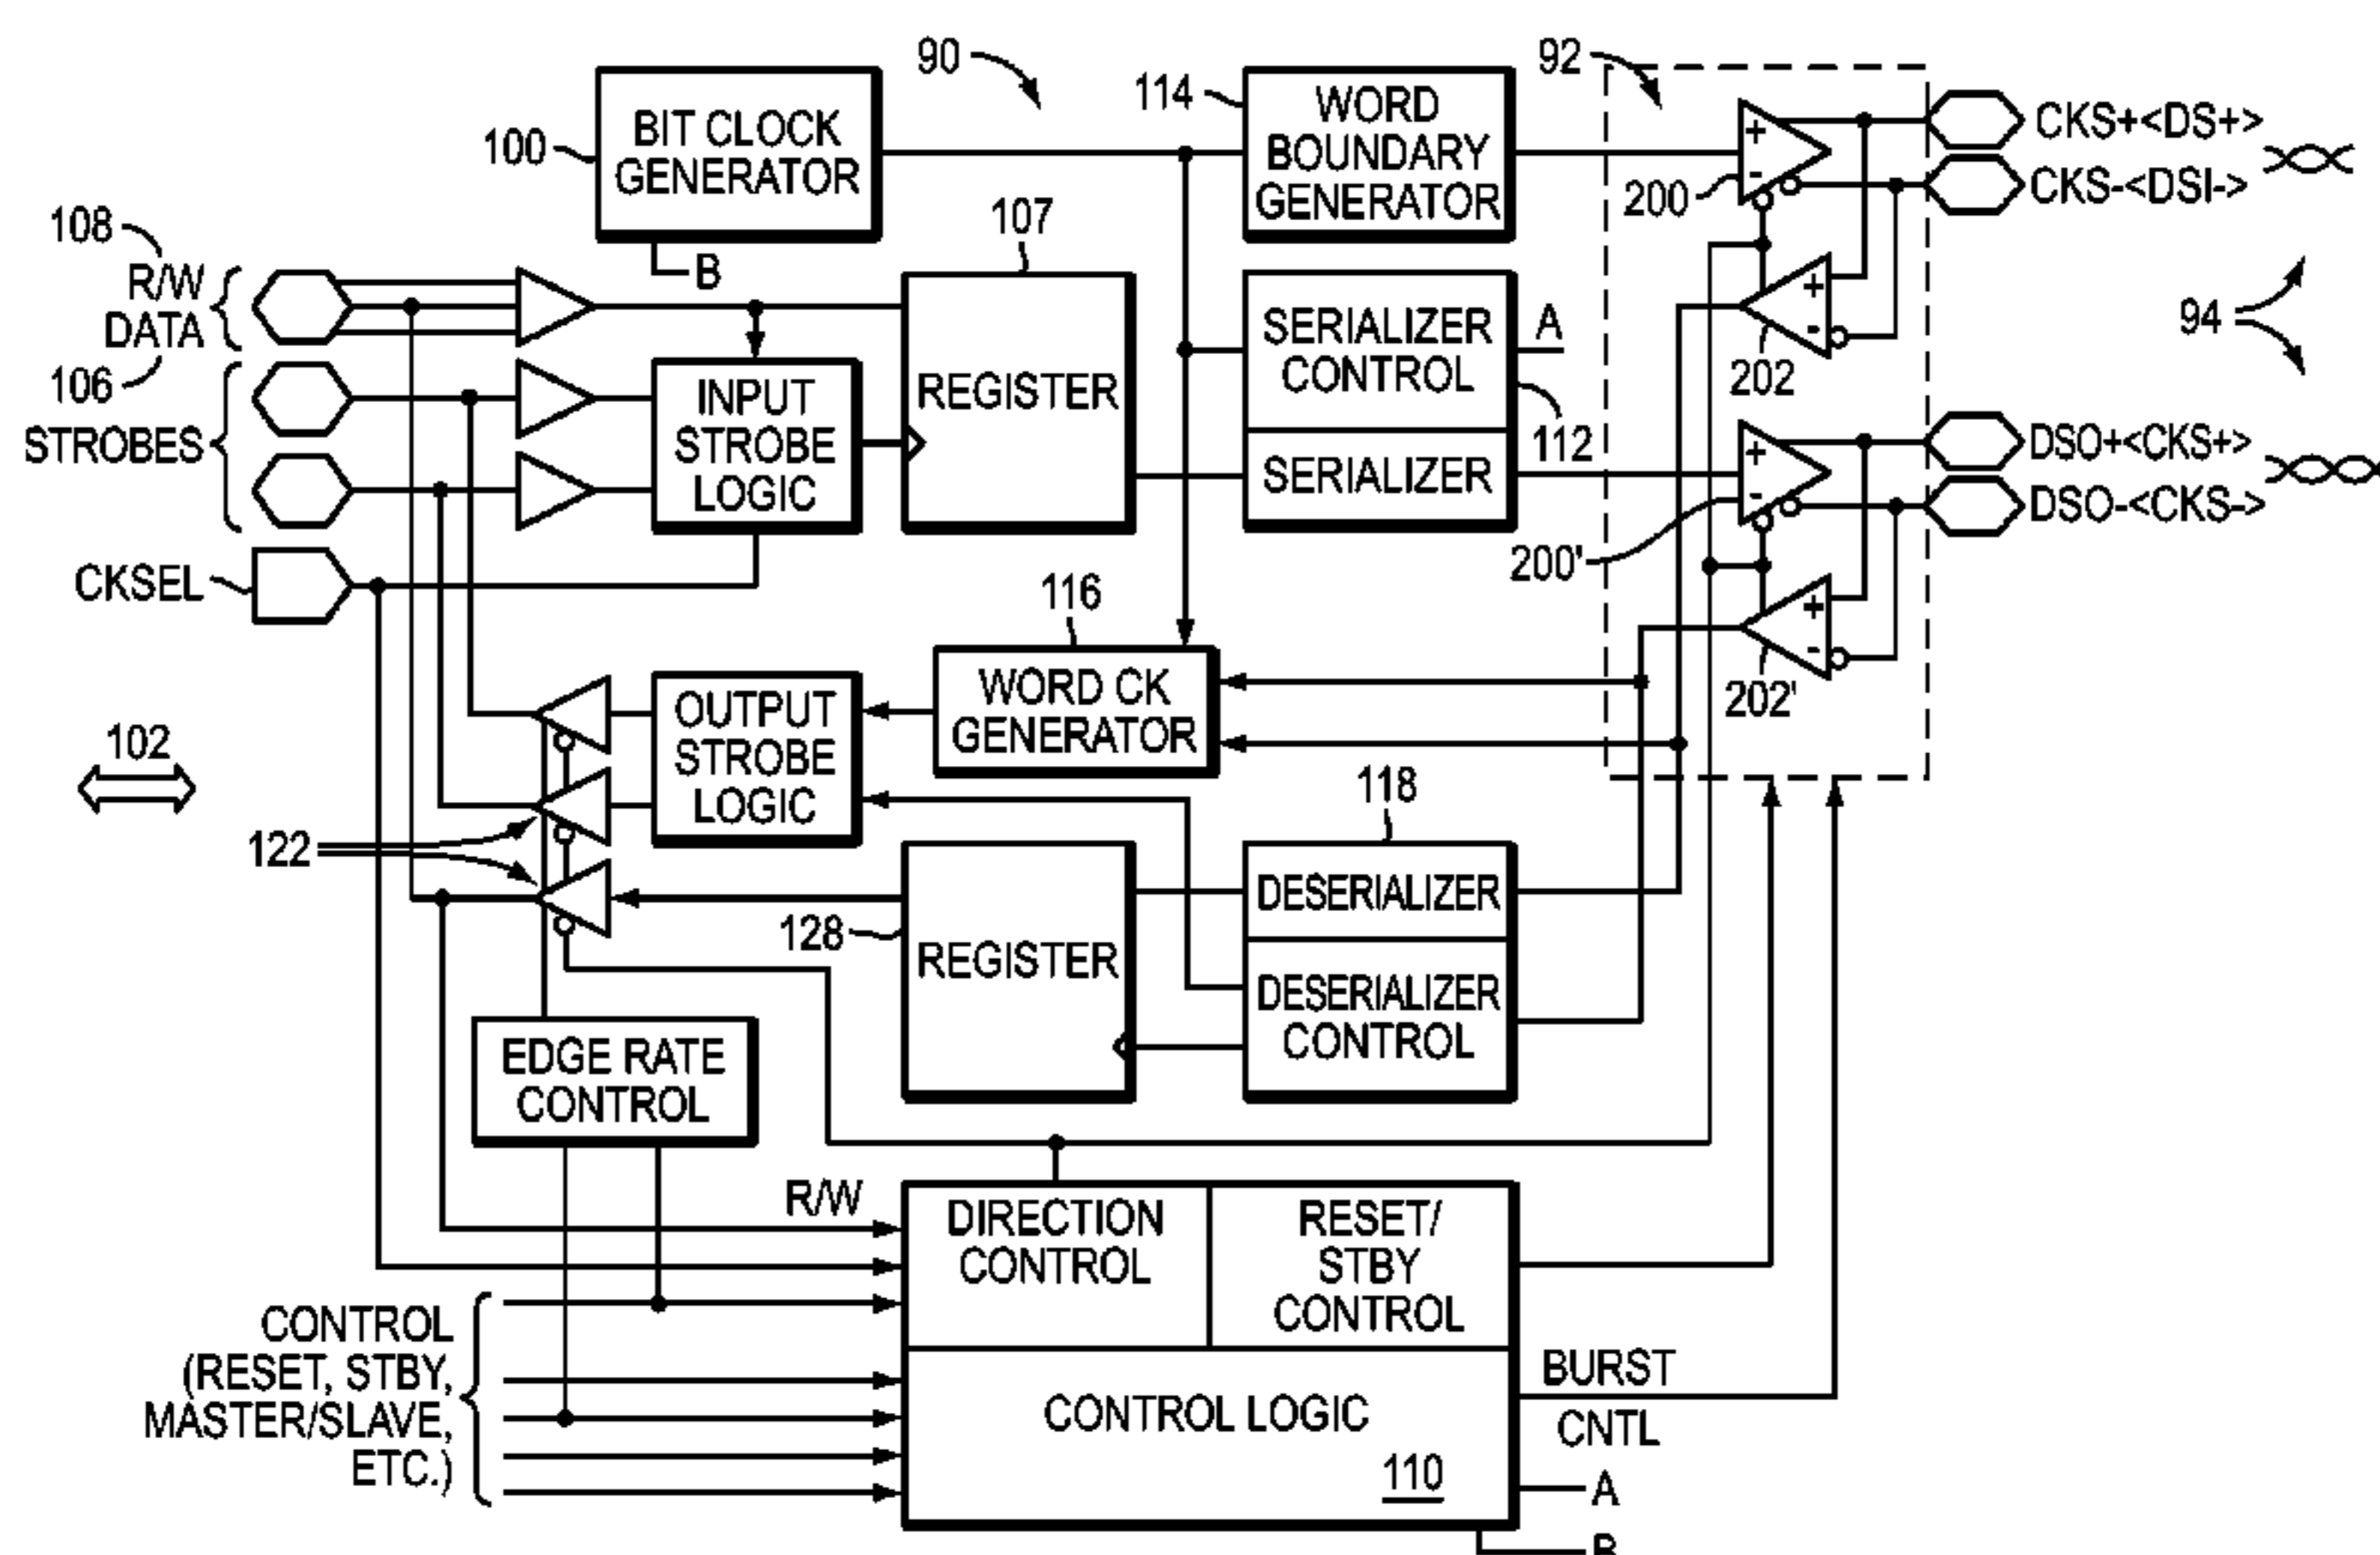 90
92
100
BIT CLOCK
GENERATOR
B
114
WORD
BOUNDARY
GENERATOR
+
-
200
CKS+<DS+>
CKS-<DSI->
108
R/W
DATA
106
STROBES
CKSEL
107
REGISTER
INPUT
STROBE
LOGIC
SERIALIZER
CONTROL
A
SERIALIZER
112
+
-
202
94
+
-
200'
DSO+<CKS+>
DSO-<CKS->
+
-
202'
116
WORD CK
GENERATOR
OUTPUT
STROBE
LOGIC
102
122
118
DESERIALIZER
DESERIALIZER
CONTROL
128
REGISTER
EDGE RATE
CONTROL
R/W
DIRECTION
CONTROL
RESET/
STBY
CONTROL
CONTROL
(RESET, STBY,
MASTER/SLAVE,
ETC.)
CONTROL LOGIC
110
BURST
CNTL
A
B